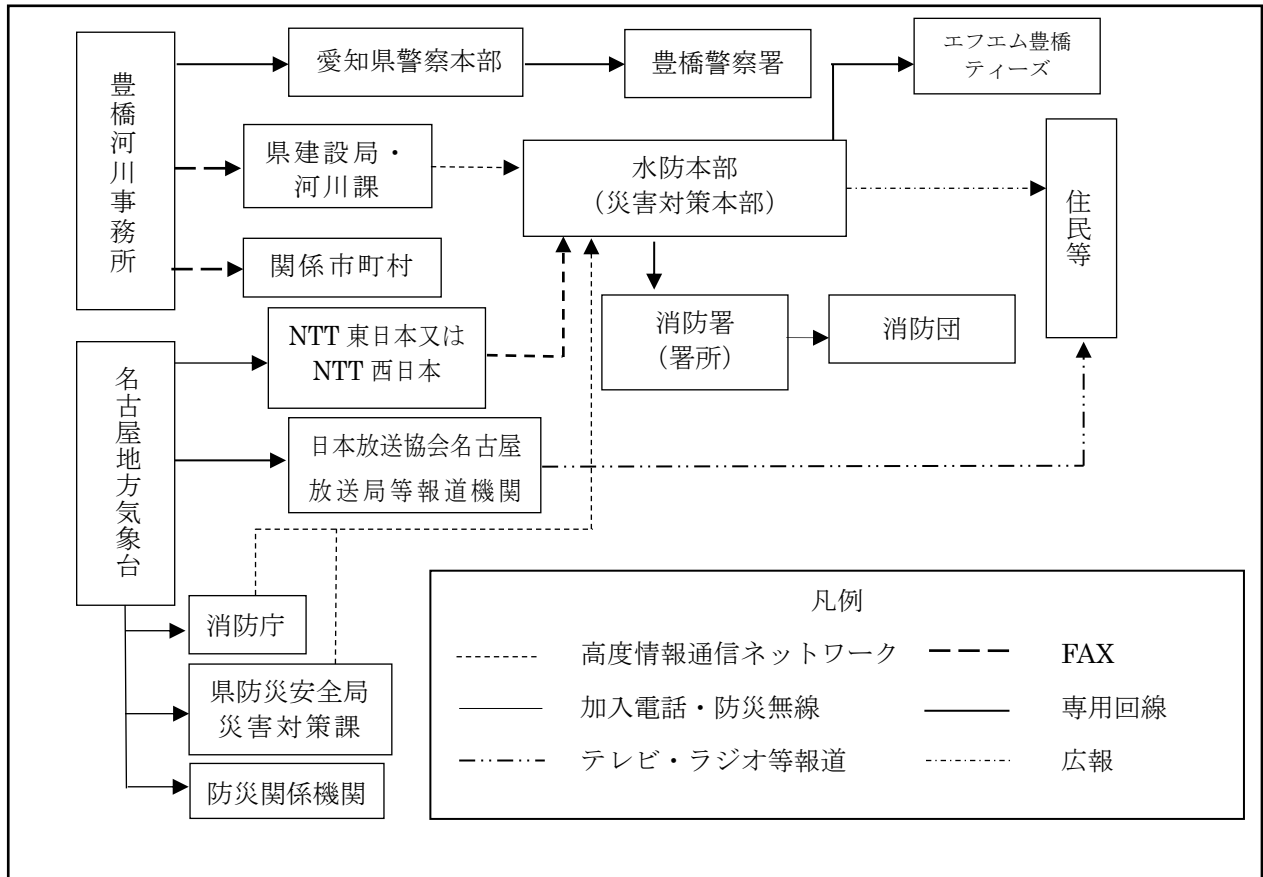 豊橋河川事務所
愛知県警察本部
豊橋警察署
エフエム豊橋
ティーズ
県建設局・
河川課
水防本部
（災害対策本部）
住民等
関係市町村
NTT 東日本又は
NTT 西日本
消防署
（署所）
消防団
名古屋地方気象台
日本放送協会名古屋
放送局等報道機関
消防庁
県防災安全局
災害対策課
防災関係機関
凡例
高度情報通信ネットワーク
FAX
加入電話・防災無線
専用回線
テレビ・ラジオ等報道
広報